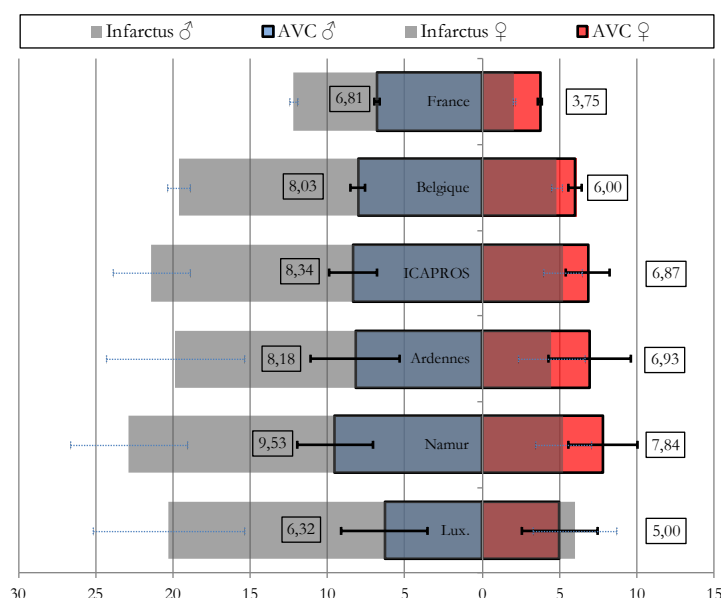 Infarctus ♂ AVC ♂ Infarctus ♀ AVC ♀
6,81 France 3,75
8,03 Belgique 6,00
8,34 ICAPROS 6,87
8,18 Ardennes 6,93
9,53 Namur 7,84
6,32 Lux. 5,00
30 25 20 15 10 5 0 5 10 15